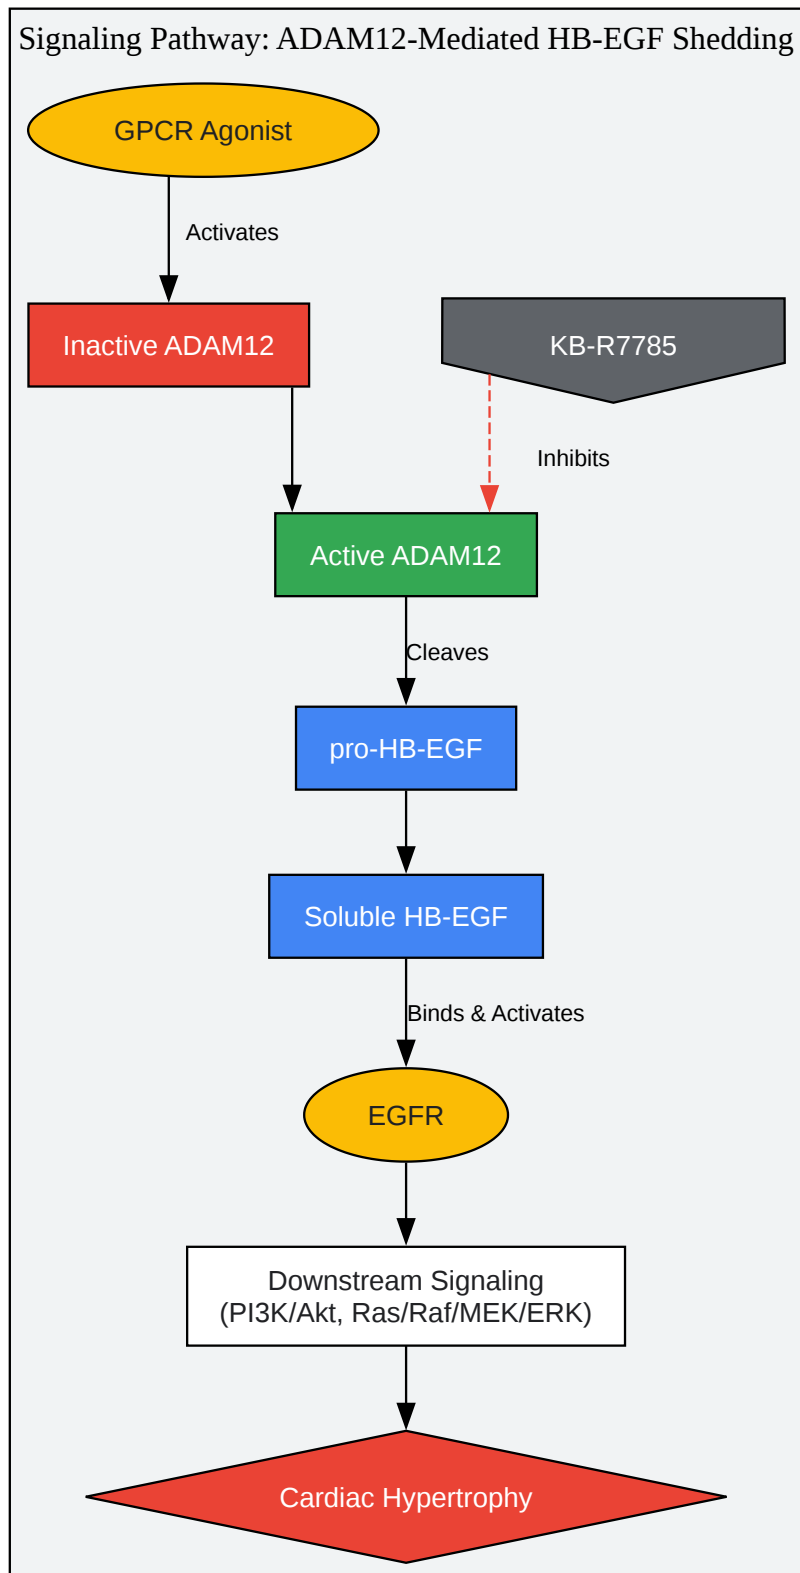 Signaling Pathway: ADAM12-Mediated HB-EGF Shedding
GPCR Agonist
Activates
Inactive ADAM12
KB-R7785
Inhibits
Active ADAM12
Cleaves
pro-HB-EGF
Soluble HB-EGF
Binds & Activates
EGFR
Downstream Signaling
(PI3K/Akt, Ras/Raf/MEK/ERK)
Cardiac Hypertrophy